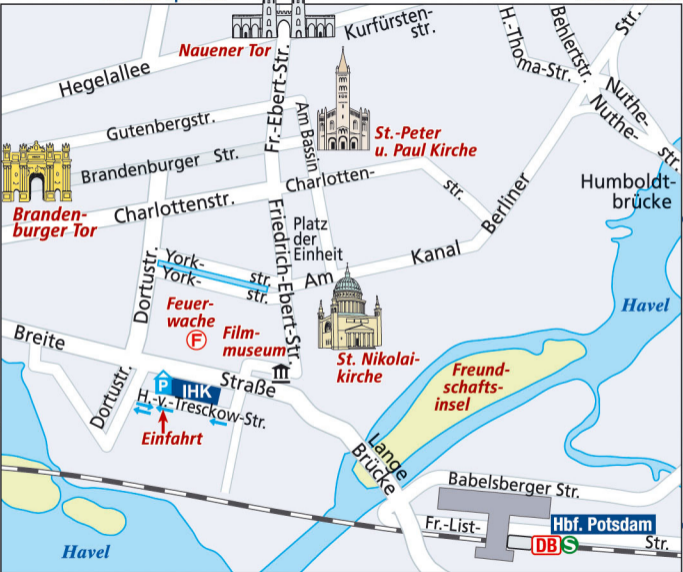 Nauener Tor
Kurfürsten-
str.
H.-Tho-
ma-Str.
Behlertstr.
Str.
Hegelallee
Fr.-Ebert-Str.
Nuthe-
Nuthe-
str.
Gutenbergstr.
Am Bassin
St.-Peter
u. Paul Kirche
Brandenburger Str.
Charlotten-
str.
Berliner
Humboldt-
brücke
Branden-
burger Tor
Charlottenstr.
Friedrich-Ebert-Str.
Platz
der
Einheit
Am
Kanal
York-
str.
York-
str.
Dortustr.
Havel
Feuer-
wache
F
Film-
museum
St. Nikolai-
kirche
Freund-
schafts-
insel
Breite
Straße
P
IHK
H.-v.-Tresckow-Str.
Dortustr.
Einfahrt
Lange
Brücke
Babelsberger Str.
Fr.-List-
Str.
Hbf. Potsdam
DB
S
Havel